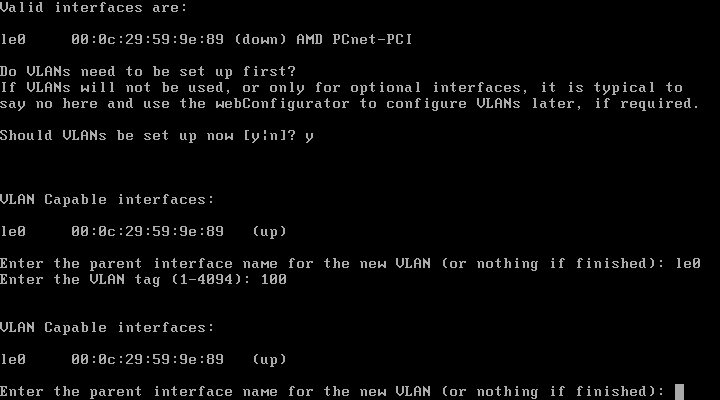 Valid interfaces are:
le0     00:0c:29:59:9e:89 (down) AMD PCnet-PCI
Do VLANs need to be set up first?
If VLANs will not be used, or only for optional interfaces, it is typical to
say no here and use the webConfigurator to configure VLANs later, if required.
Should VLANs be set up now [y|n]? y
VLAN Capable interfaces:
le0     00:0c:29:59:9e:89   (up)
Enter the parent interface name for the new VLAN (or nothing if finished): le0
Enter the VLAN tag (1-4094): 100
VLAN Capable interfaces:
le0     00:0c:29:59:9e:89   (up)
Enter the parent interface name for the new VLAN (or nothing if finished):